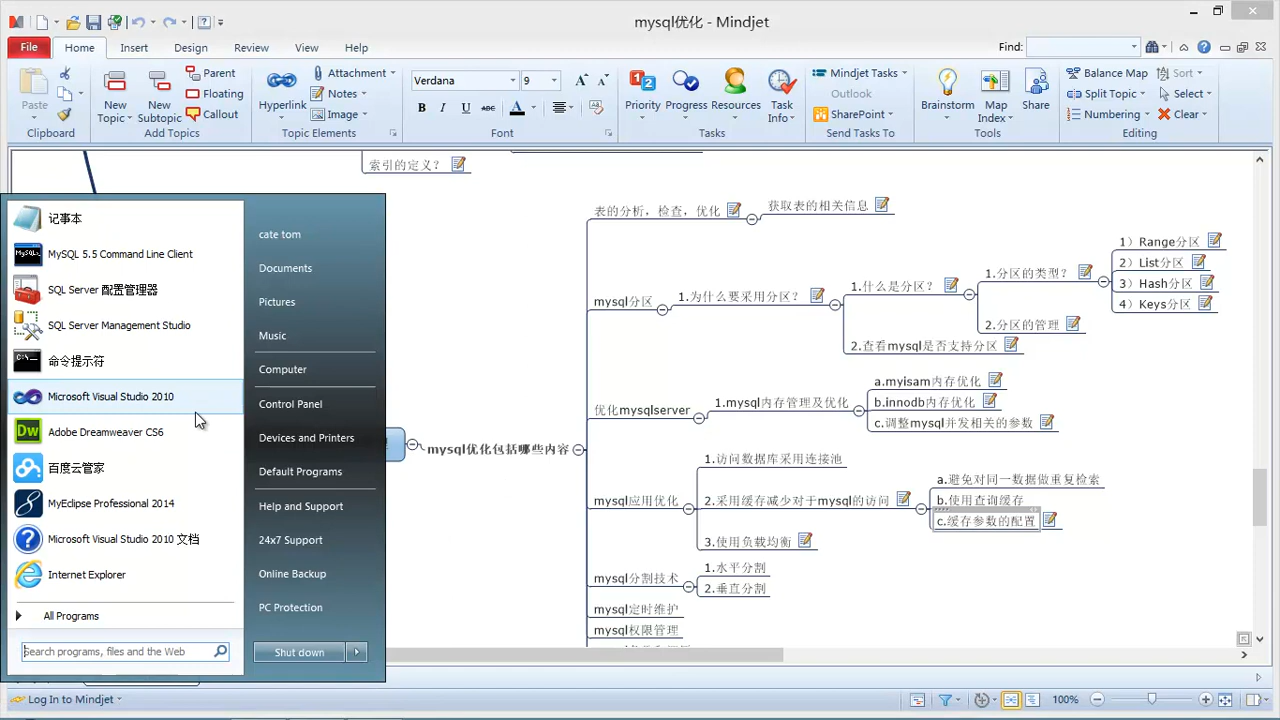 mysql优化 - Mindjet
File Home Insert Design Review View Help
Find:
Paste
Clipboard
New Topic
New Subtopic
Parent
Floating
Callout
Add Topics
Hyperlink
Attachment
Notes
Image
Topic Elements
Verdana 9
B I U abc A
Font
Priority Progress Resources Task Info
Tasks
Mindjet Tasks
Outlook
SharePoint
Send Tasks To
Brainstorm Map Index Share
Tools
Balance Map
Split Topic
Numbering
Sort
Select
Clear
Editing
索引的定义?
记事本
MySQL 5.5 Command Line Client
SQL Server 配置管理器
SQL Server Management Studio
命令提示符
Microsoft Visual Studio 2010
Adobe Dreamweaver CS6
百度云管家
MyEclipse Professional 2014
Microsoft Visual Studio 2010 文档
Internet Explorer
All Programs
Search programs, files and the Web
cate tom
Documents
Pictures
Music
Computer
Control Panel
Devices and Printers
Default Programs
Help and Support
24x7 Support
Online Backup
PC Protection
Shut down
mysql优化包括哪些内容
表的分析,检查,优化
获取表的相关信息
mysql分区
1.为什么要采用分区?
1.什么是分区?
1.分区的类型?
1)Range分区
2)List分区
3)Hash分区
4)Keys分区
2.分区的管理
2.查看mysql是否支持分区
优化mysqlserver
1.mysql内存管理及优化
a.myisam内存优化
b.innodb内存优化
c.调整mysql并发相关的参数
mysql应用优化
1.访问数据库采用连接池
2.采用缓存减少对于mysql的访问
a.避免对同一数据做重复检索
b.使用查询缓存
c.缓存参数的配置
3.使用负载均衡
mysql分割技术
1.水平分割
2.垂直分割
mysql定时维护
mysql权限管理
Log In to Mindjet
100%